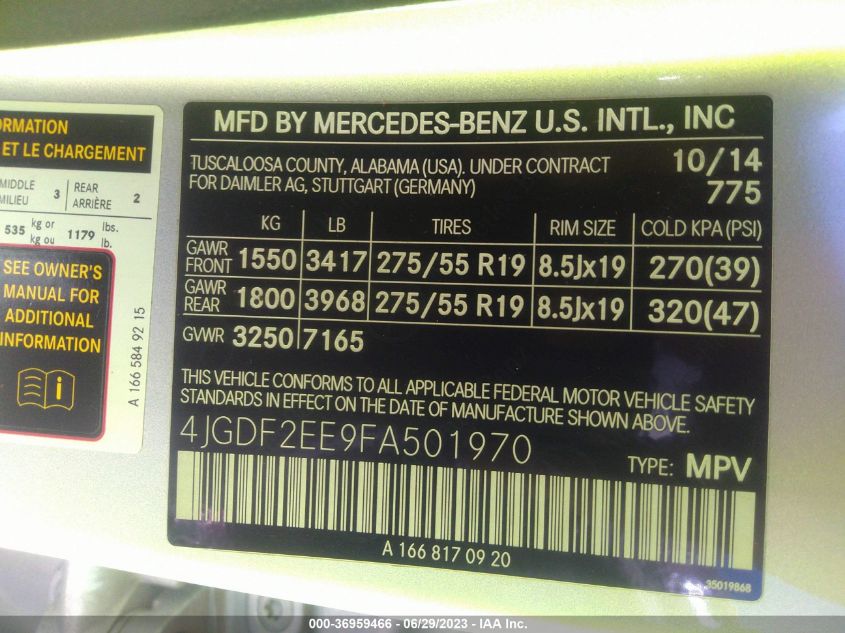 ORMATION
ET LE CHARGEMENT
MIDDLE 3 REAR 2
MILIEU ARRIÈRE
535 kg or 1179 lbs.
kg ou lb.
SEE OWNER'S
MANUAL FOR
ADDITIONAL
INFORMATION
i
A 166 584 92 15
MFD BY MERCEDES-BENZ U.S. INTL., INC
TUSCALOOSA COUNTY, ALABAMA (USA). UNDER CONTRACT 10/14
FOR DAIMLER AG, STUTTGART (GERMANY) 775
KG LB TIRES RIM SIZE COLD KPA (PSI)
GAWR FRONT 1550 3417 275/55 R19 8.5Jx19 270(39)
GAWR REAR 1800 3968 275/55 R19 8.5Jx19 320(47)
GVWR 3250 7165
THIS VEHICLE CONFORMS TO ALL APPLICABLE FEDERAL MOTOR VEHICLE SAFETY
STANDARDS IN EFFECT ON THE DATE OF MANUFACTURE SHOWN ABOVE.
4JGDF2EE9FA501970
TYPE: MPV
A 166 817 09 20
35019868
000-36959466 - 06/29/2023 - IAA Inc.